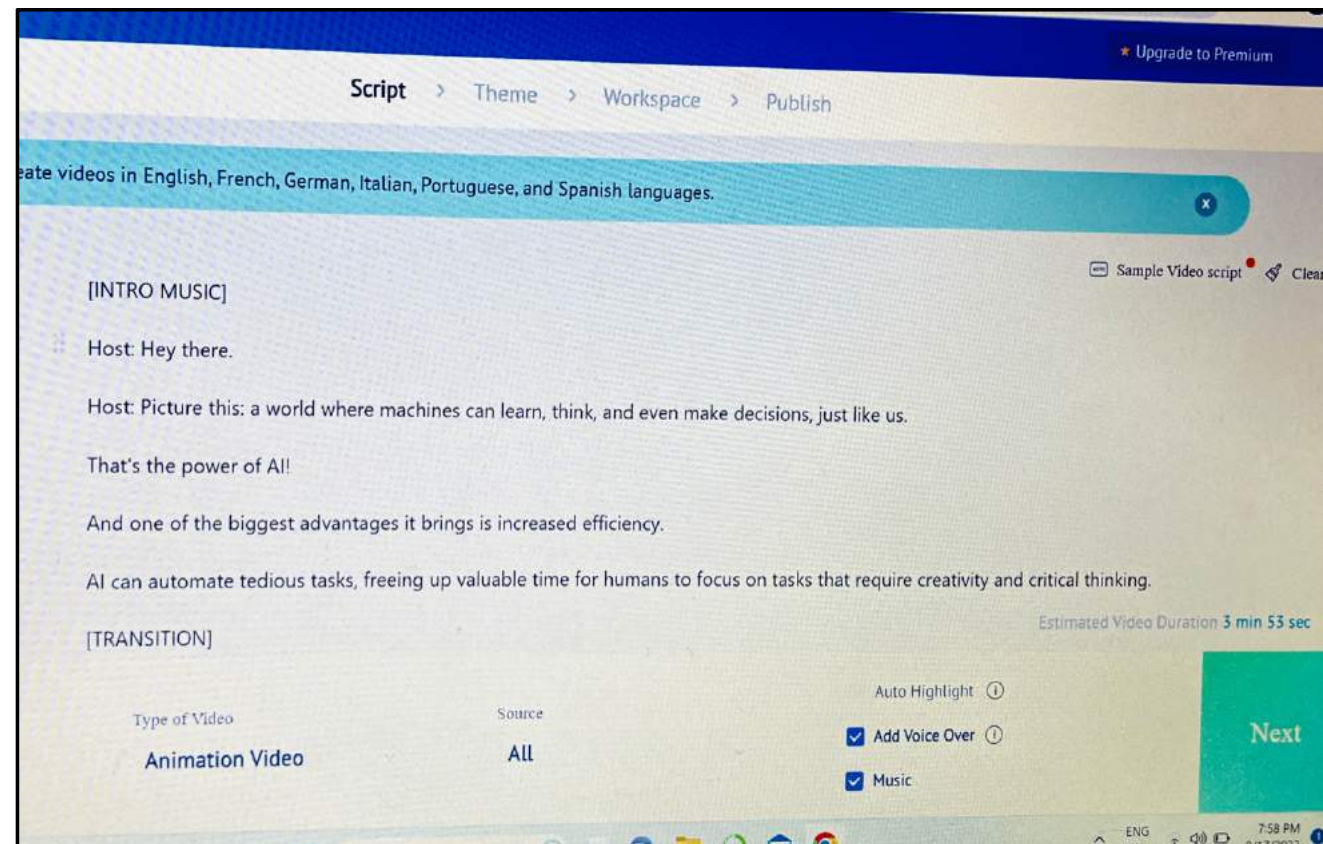 ★ Upgrade to Premium
Script > Theme > Workspace > Publish
eate videos in English, French, German, Italian, Portuguese, and Spanish languages.
X
Sample Video script Clear
[INTRO MUSIC]
Host: Hey there.
Host: Picture this: a world where machines can learn, think, and even make decisions, just like us.
That's the power of AI!
And one of the biggest advantages it brings is increased efficiency.
AI can automate tedious tasks, freeing up valuable time for humans to focus on tasks that require creativity and critical thinking.
Estimated Video Duration 3 min 53 sec
[TRANSITION]
Auto Highlight
Type of Video Source
Add Voice Over
Next
Animation Video All
Music
ENG 7:58 PM